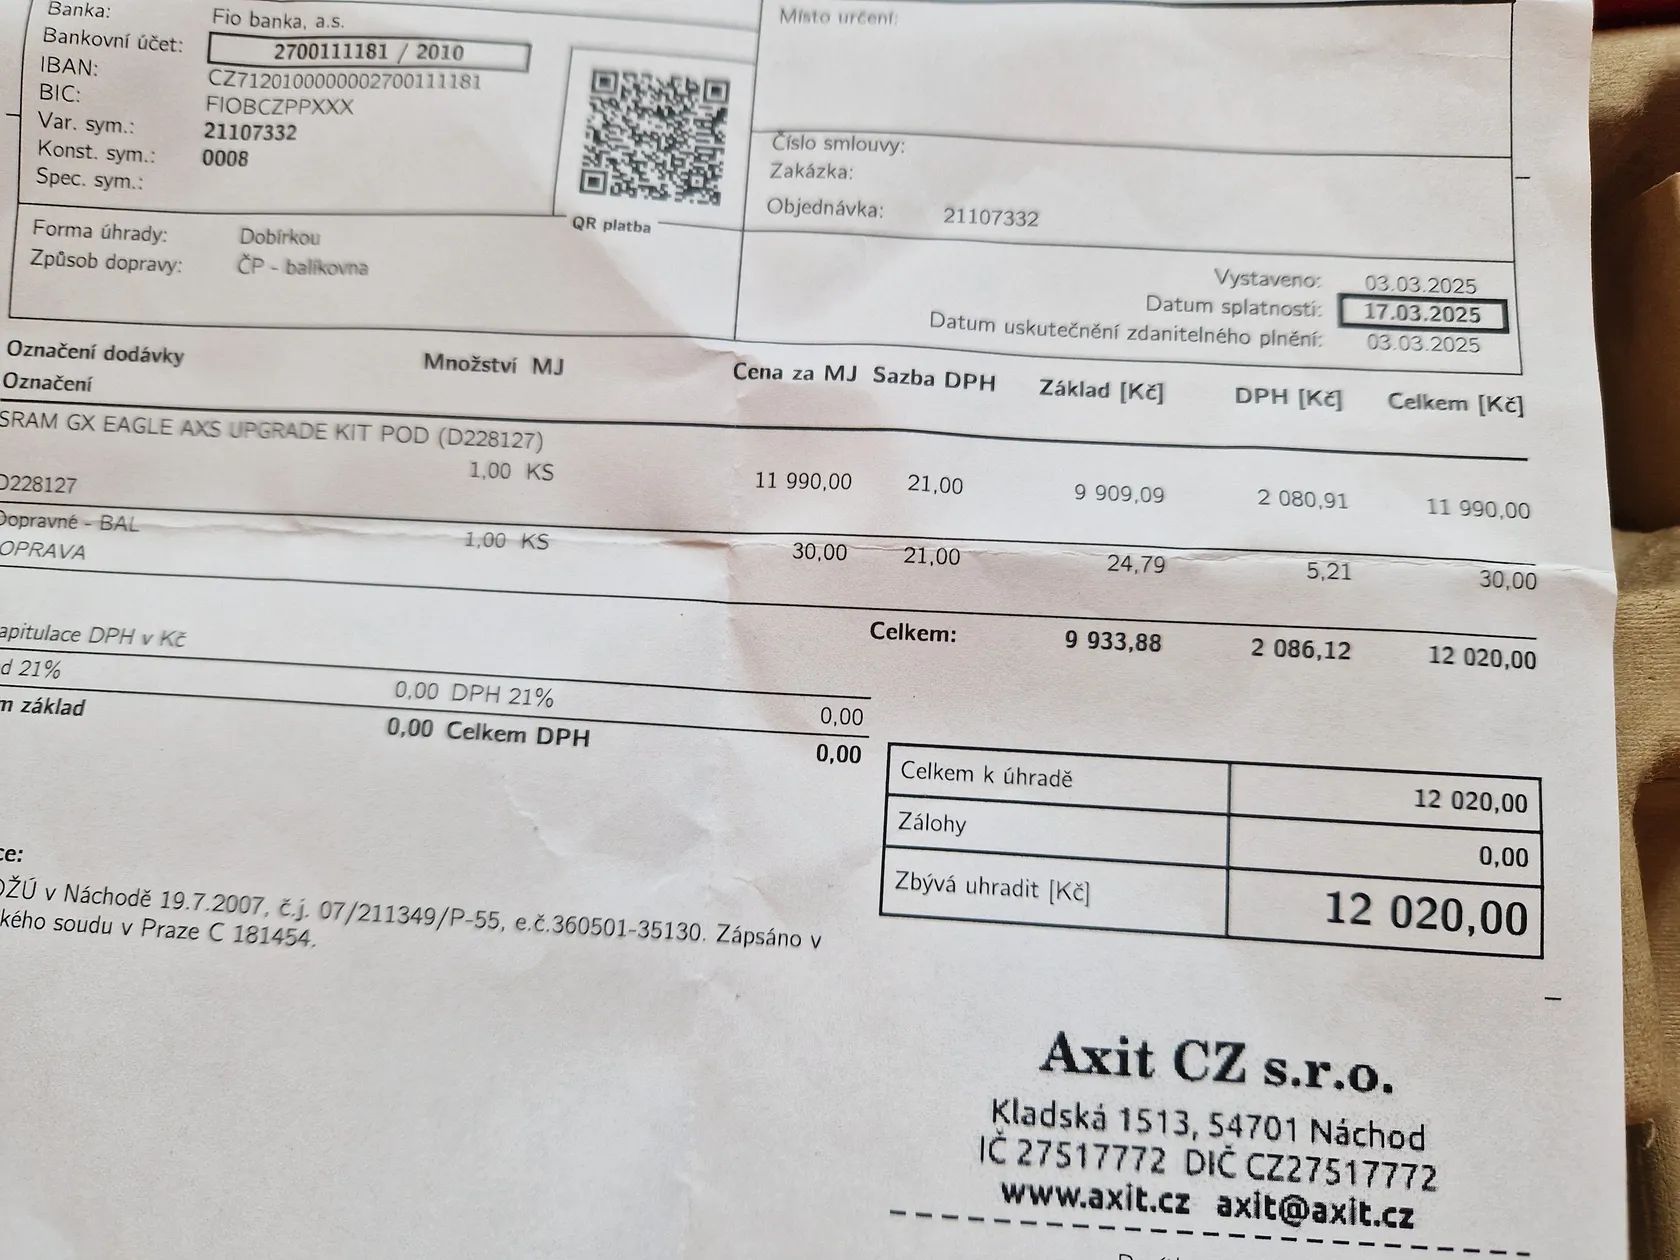 Banka: Fio banka, a.s.
Bankovní účet: 2700111181 / 2010
IBAN: CZ7120100000002700111181
BIC: FIOBCZPPXXX
Var. sym.: 21107332
Konst. sym.: 0008
Spec. sym.:
QR platba
Místo určení:
Číslo smlouvy:
Zakázka:
Objednávka: 21107332
Forma úhrady: Dobírkou
Způsob dopravy: ČP - balíkovna
Vystaveno: 03.03.2025
Datum splatnosti: 17.03.2025
Datum uskutečnění zdanitelného plnění: 03.03.2025
Označení dodávky Množství MJ Cena za MJ Sazba DPH Základ [Kč] DPH [Kč] Celkem [Kč]
Označení
SRAM GX EAGLE AXS UPGRADE KIT POD (D228127)
1,00 KS 11 990,00 21,00 9 909,09 2 080,91 11 990,00
D228127
Dopravné - BAL
1,00 KS 30,00 21,00 24,79 5,21 30,00
OPRAVA
Celkem: 9 933,88 2 086,12 12 020,00
apitulace DPH v Kč
d 21% 0,00 DPH 21% 0,00
m základ 0,00 Celkem DPH 0,00
Celkem k úhradě 12 020,00
Zálohy 0,00
Zbývá uhradit [Kč] 12 020,00
ce:
OŽÚ v Náchodě 19.7.2007, č.j. 07/211349/P-55, e.č.360501-35130. Zápsáno v
kého soudu v Praze C 181454.
Axit CZ s.r.o.
Kladská 1513, 54701 Náchod
IČ 27517772 DIČ CZ27517772
www.axit.cz axit@axit.cz